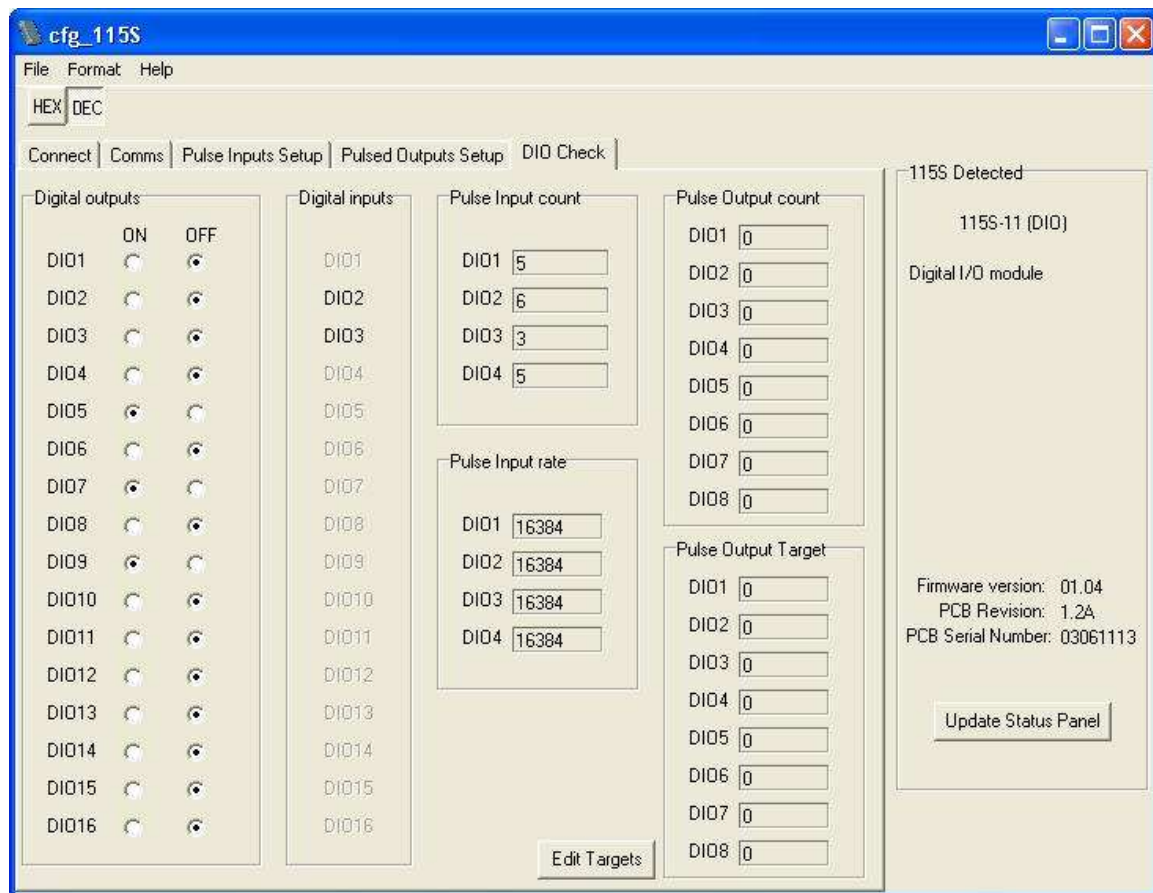 cfg_115S
File Format Help
HEX DEC
Connect Comms Pulse Inputs Setup Pulsed Outputs Setup DIO Check
Digital outputs
ON OFF
DIO1
DIO2
DIO3
DIO4
DIO5
DIO6
DIO7
DIO8
DIO9
DIO10
DIO11
DIO12
DIO13
DIO14
DIO15
DIO16
Digital inputs
DIO1
DIO2
DIO3
DIO4
DIO5
DIO6
DIO7
DIO8
DIO9
DIO10
DIO11
DIO12
DIO13
DIO14
DIO15
DIO16
Pulse Input count
DIO1 5
DIO2 6
DIO3 3
DIO4 5
Pulse Input rate
DIO1 16384
DIO2 16384
DIO3 16384
DIO4 16384
Pulse Output count
DIO1 0
DIO2 0
DIO3 0
DIO4 0
DIO5 0
DIO6 0
DIO7 0
DIO8 0
Pulse Output Target
DIO1 0
DIO2 0
DIO3 0
DIO4 0
DIO5 0
DIO6 0
DIO7 0
DIO8 0
Edit Targets
115S Detected
115S-11 (DIO)
Digital I/O module
Firmware version: 01.04
PCB Revision: 1.2A
PCB Serial Number: 03061113
Update Status Panel